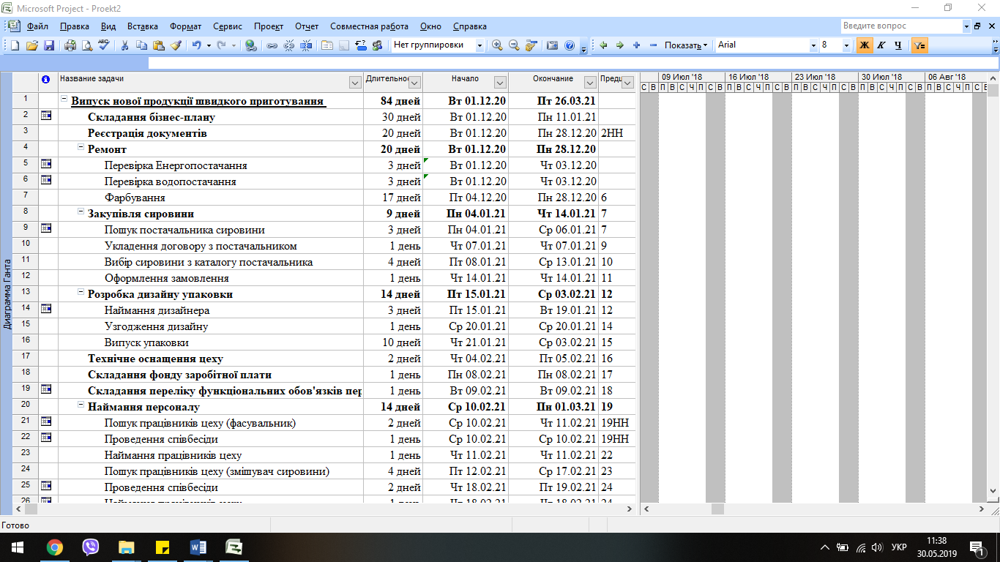 Microsoft Project - Proekt2
Файл Правка Вид Вставка Формат Сервис Проект Отчет Совместная работа Окно Справка Введите вопрос
Нет группировки Показать Arial 8 Ж К Ч
Название задачи Длительнос Начало Окончание Предш 09 Июл '18 16 Июл '18 23 Июл '18 30 Июл '18 06 Авг '18
С В П В С Ч П С В П В С Ч П С В П В С Ч П С В П В С Ч П С В П В С Ч П С В
1 Випуск нової продукції швидкого приготування 84 дней Вт 01.12.20 Пт 26.03.21
2 Складання бізнес-плану 30 дней Вт 01.12.20 Пн 11.01.21
3 Реєстрація документів 20 дней Вт 01.12.20 Пн 28.12.20 2НН
4 Ремонт 20 дней Вт 01.12.20 Пн 28.12.20
5 Перевірка Енергопостачання 3 дней Вт 01.12.20 Чт 03.12.20
6 Перевірка водопостачання 3 дней Вт 01.12.20 Чт 03.12.20
7 Фарбування 17 дней Пт 04.12.20 Пн 28.12.20 6
8 Закупівля сировини 9 дней Пн 04.01.21 Чт 14.01.21 7
9 Пошук постачальника сировини 3 дней Пн 04.01.21 Ср 06.01.21 7
10 Укладення договору з постачальником 1 день Чт 07.01.21 Чт 07.01.21 9
11 Вибір сировини з каталогу постачальника 4 дней Пт 08.01.21 Ср 13.01.21 10
12 Оформлення замовлення 1 день Чт 14.01.21 Чт 14.01.21 11
13 Розробка дизайну упаковки 14 дней Пт 15.01.21 Ср 03.02.21 12
14 Наймання дизайнера 3 дней Пт 15.01.21 Вт 19.01.21 12
15 Узгодження дизайну 1 день Ср 20.01.21 Ср 20.01.21 14
16 Випуск упаковки 10 дней Чт 21.01.21 Ср 03.02.21 15
17 Технічне оснащення цеху 2 дней Чт 04.02.21 Пт 05.02.21 16
18 Складання фонду заробітної плати 1 день Пн 08.02.21 Пн 08.02.21 17
19 Складання переліку функціональних обов'язків пер 1 день Вт 09.02.21 Вт 09.02.21 18
20 Наймання персоналу 14 дней Ср 10.02.21 Пн 01.03.21 19
21 Пошук працівників цеху (фасувальник) 2 дней Ср 10.02.21 Чт 11.02.21 19НН
22 Проведення співбесіди 1 день Ср 10.02.21 Ср 10.02.21 19НН
23 Наймання працівників цеху 1 день Чт 11.02.21 Чт 11.02.21 22
24 Пошук працівників цеху (змішувач сировини) 4 дней Пт 12.02.21 Ср 17.02.21 23
25 Проведення співбесіди 2 дней Чт 18.02.21 Пт 19.02.21 24
Диаграмма Ганта
Готово
УКР 11:38
30.05.2019 1